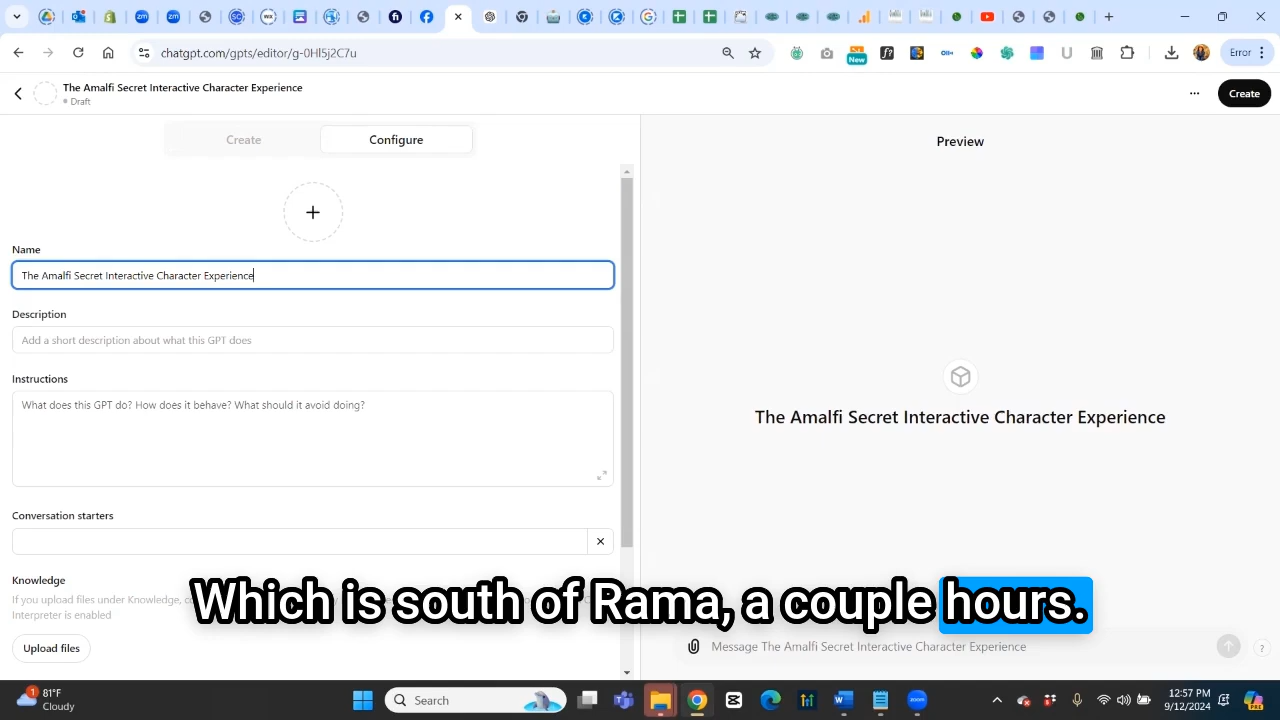 chatgpt.com/gpts/editor/g-0Hl5j2C7u
New
Error
The Amalfi Secret Interactive Character Experience
Draft
Create
Create
Configure
Preview
Name
The Amalfi Secret Interactive Character Experience
Description
Add a short description about what this GPT does
Instructions
What does this GPT do? How does it behave? What should it avoid doing?
The Amalfi Secret Interactive Character Experience
Conversation starters
Knowledge
If you upload files under Knowledge,
Interpreter is enabled
Which is south of Rama, a couple hours.
Upload files
Message The Amalfi Secret Interactive Character Experience
81°F
Cloudy
Search
12:57 PM
9/12/2024